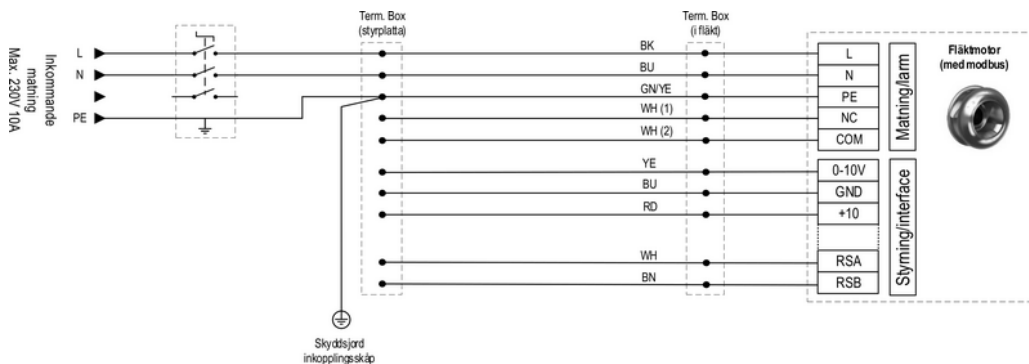 Term. Box
(styrplatta)
Term. Box
(i fläkt)
Inkommande
matning
Max. 230V 10A
L
N
PE
BK
BU
GN/YE
WH (1)
WH (2)
YE
BU
RD
WH
BN
L
N
PE
NC
COM
0-10V
GND
+10
RSA
RSB
Matning/larm
Styrning/interface
Fläktmotor
(med modbus)
Skyddsjord
inkopplingsskåp